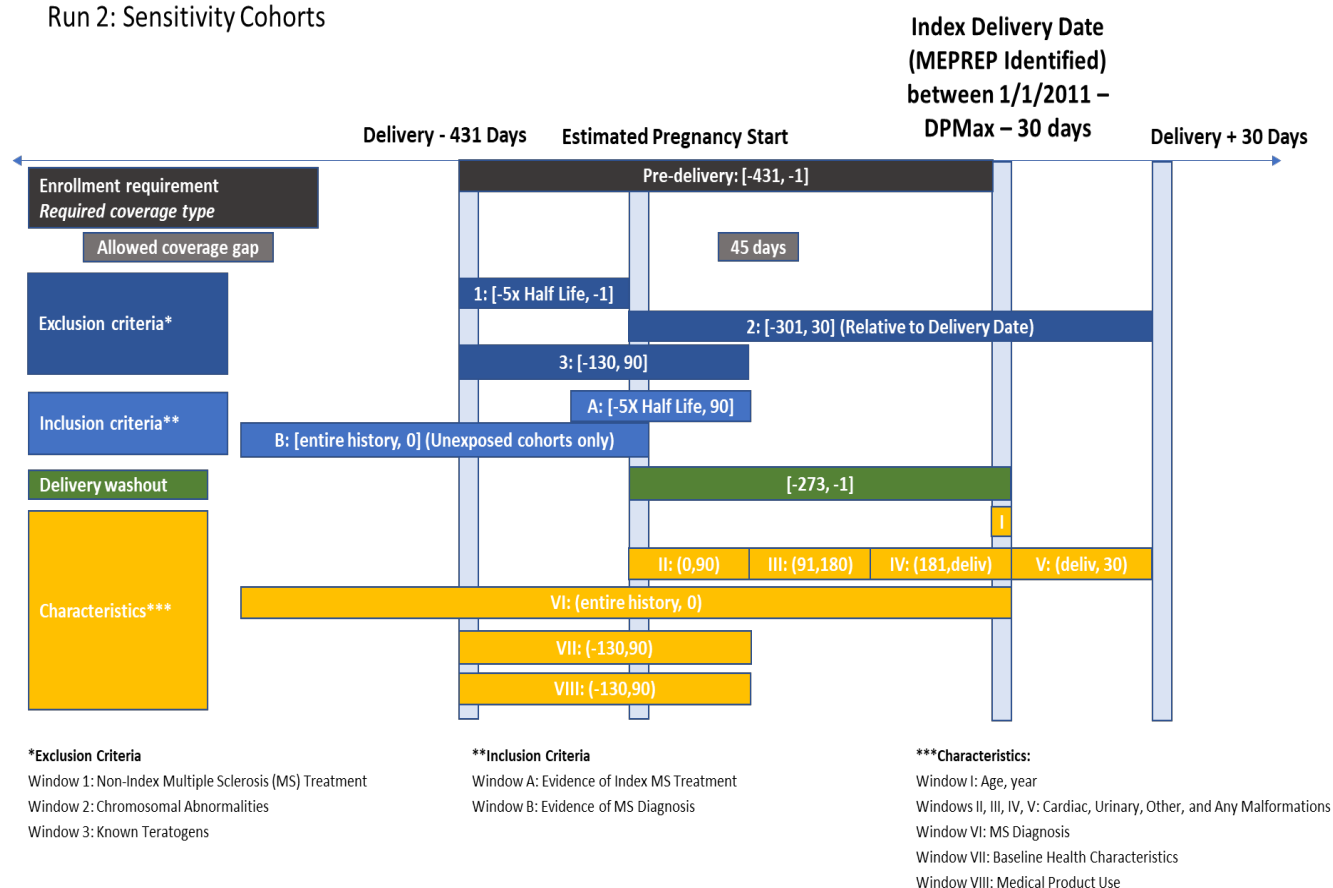 Run 2: Sensitivity Cohorts
Index Delivery Date
(MEPREP Identified)
between 1/1/2011 –
DPMax – 30 days
Delivery - 431 Days
Estimated Pregnancy Start
Delivery + 30 Days
Enrollment requirement
Required coverage type
Pre-delivery: [-431, -1]
Allowed coverage gap
45 days
Exclusion criteria*
1: [-5x Half Life, -1]
2: [-301, 30] (Relative to Delivery Date)
3: [-130, 90]
Inclusion criteria**
A: [-5X Half Life, 90]
B: [entire history, 0] (Unexposed cohorts only)
Delivery washout
[-273, -1]
Characteristics***
I
II: (0,90)
III: (91,180)
IV: (181,deliv)
V: (deliv, 30)
VI: (entire history, 0)
VII: (-130,90)
VIII: (-130,90)
*Exclusion Criteria
Window 1: Non-Index Multiple Sclerosis (MS) Treatment
Window 2: Chromosomal Abnormalities
Window 3: Known Teratogens
**Inclusion Criteria
Window A: Evidence of Index MS Treatment
Window B: Evidence of MS Diagnosis
***Characteristics:
Window I: Age, year
Windows II, III, IV, V: Cardiac, Urinary, Other, and Any Malformations
Window VI: MS Diagnosis
Window VII: Baseline Health Characteristics
Window VIII: Medical Product Use